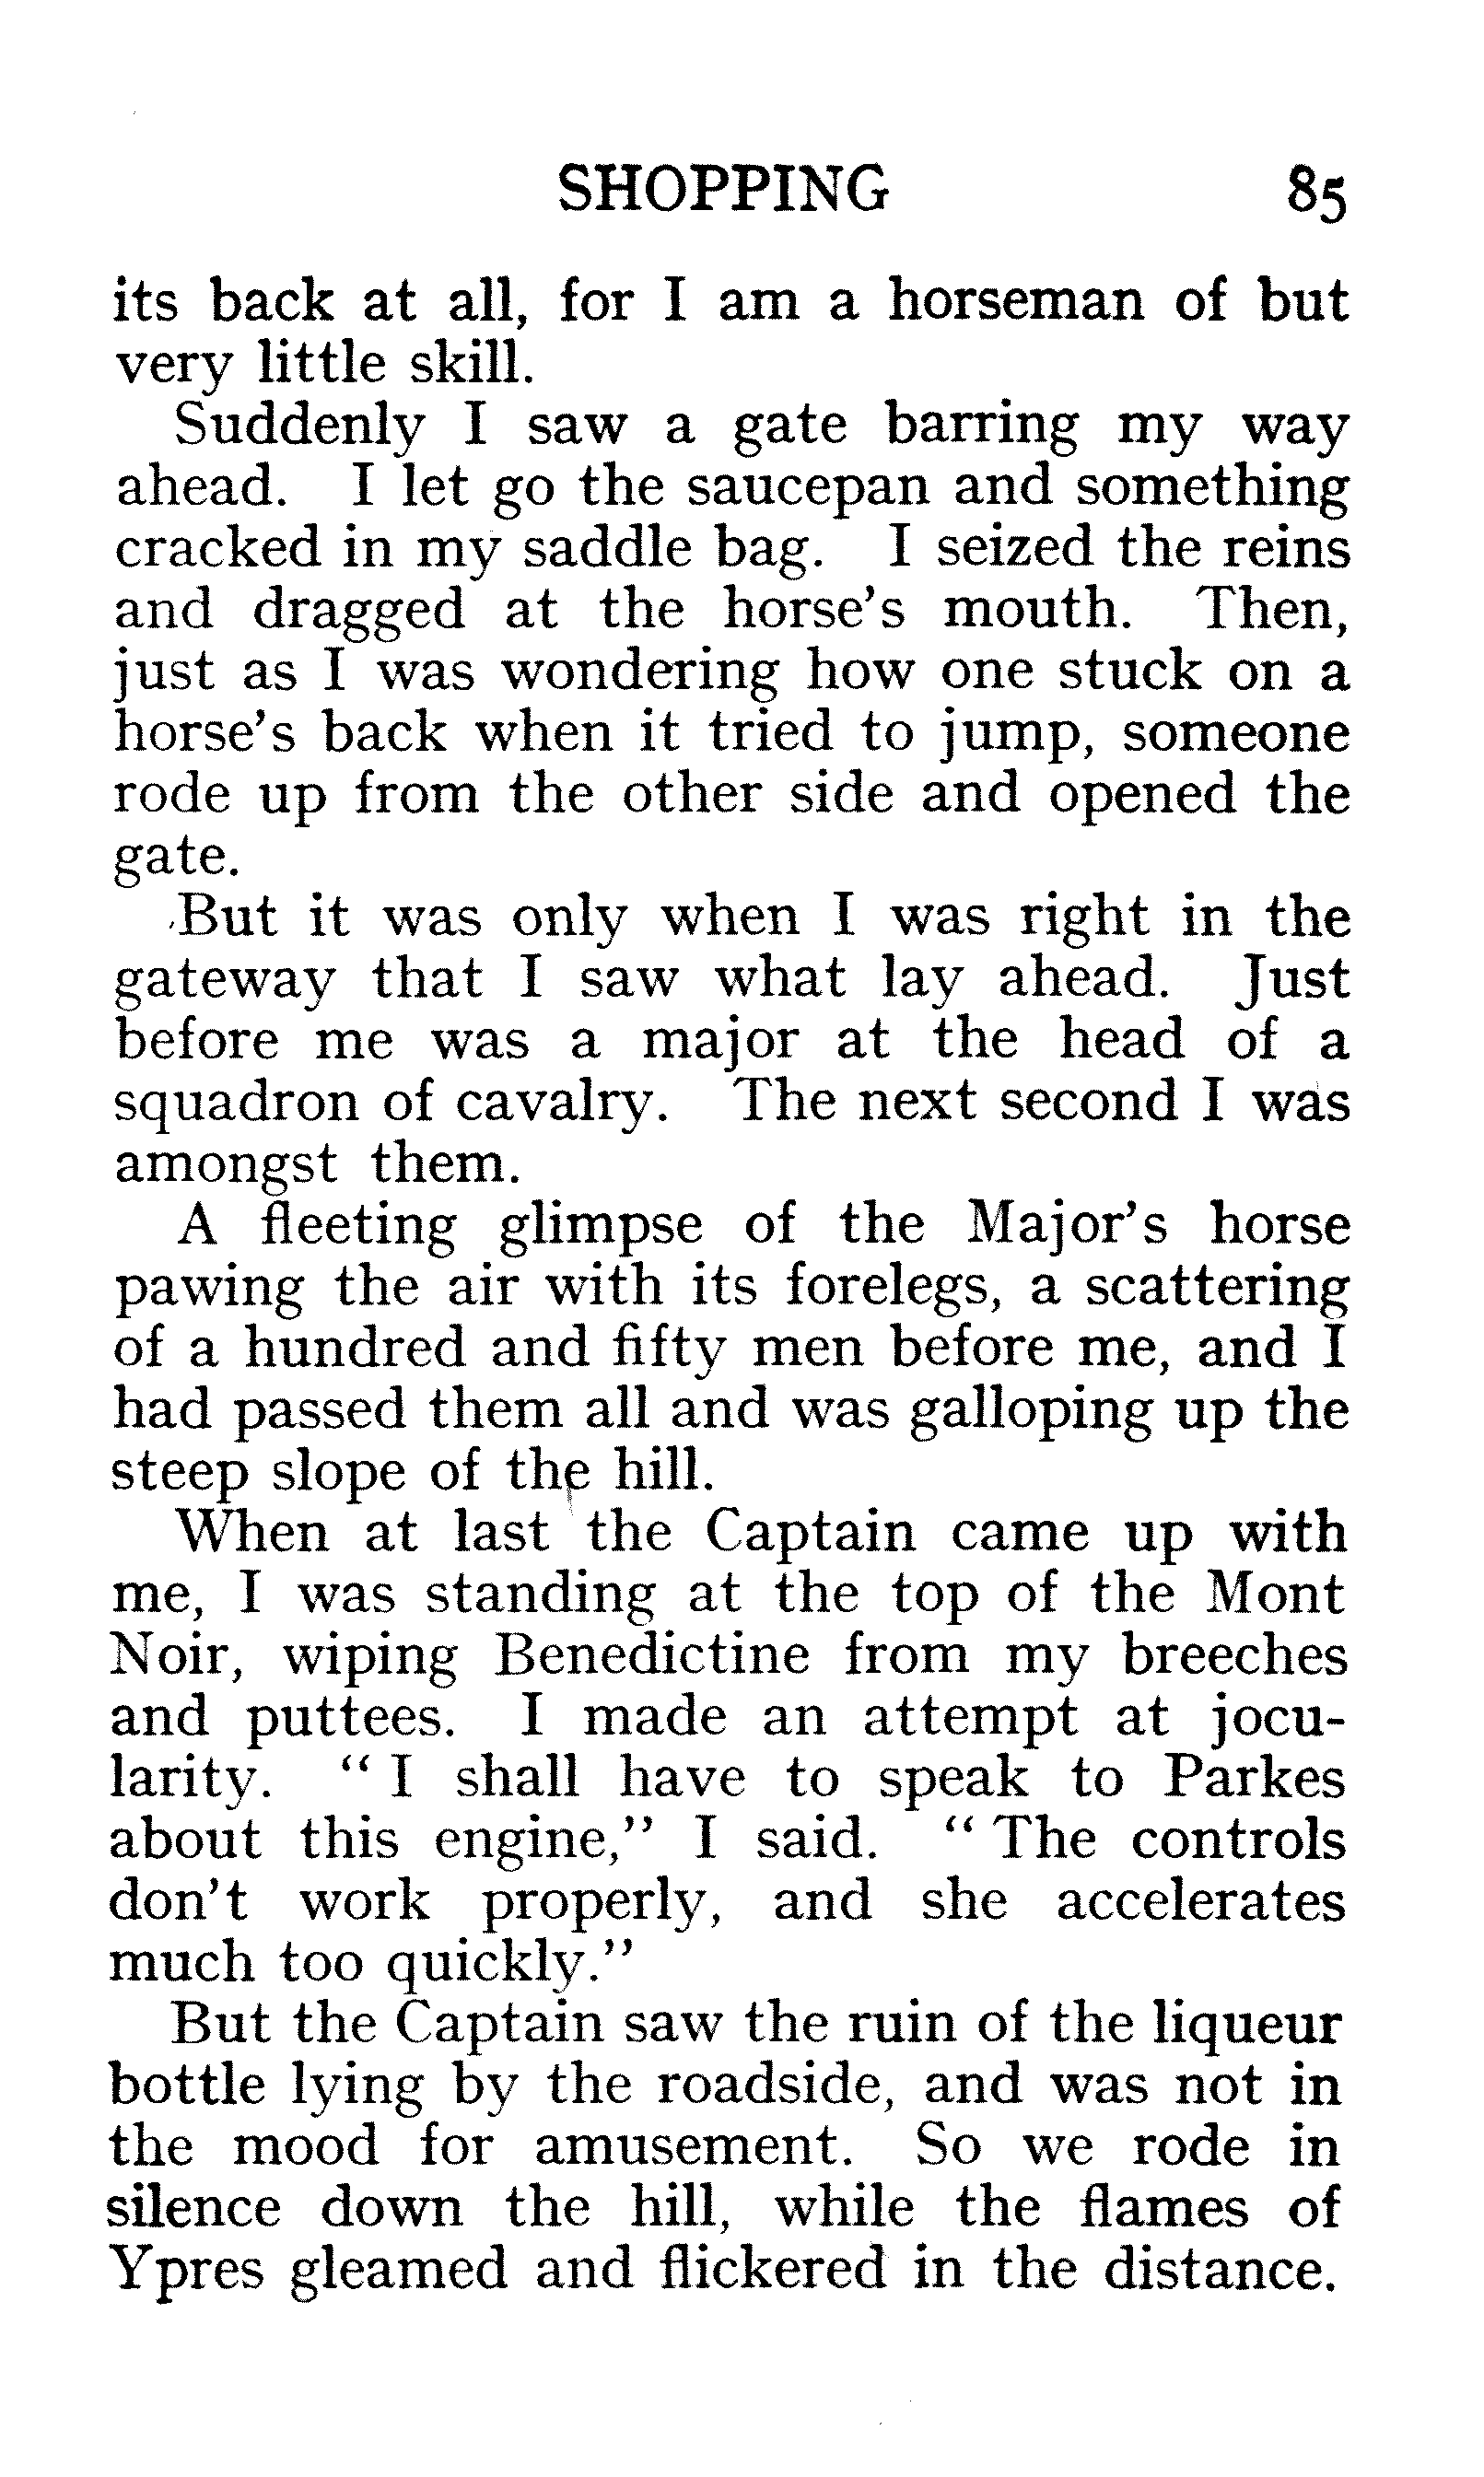 SHOPPING 85
its back at all, for I am a horseman of but
very little skill.
Suddenly I saw a gate barring my way
ahead. I let go the saucepan and something
cracked in my saddle bag. I seized the reins
and dragged at the horse's mouth. Then,
just as I was wondering how one stuck on a
horse's back when it tried to jump, someone
rode up from the other side and opened the
gate.
But it was only when I was right in the
gateway that I saw what lay ahead. Just
before me was a major at the head of a
squadron of cavalry. The next second I was
amongst them.
A fleeting glimpse of the Major's horse
pawing the air with its forelegs, a scattering
of a hundred and fifty men before me, and I
had passed them all and was galloping up the
steep slope of the hill.
When at last the Captain came up with
me, I was standing at the top of the Mont
Noir, wiping Benedictine from my breeches
and puttees. I made an attempt at jocu-
larity. " I shall have to speak to Parkes
about this engine," I said. " The controls
don't work properly, and she accelerates
much too quickly."
But the Captain saw the ruin of the liqueur
bottle lying by the roadside, and was not in
the mood for amusement. So we rode in
silence down the hill, while the flames of
Ypres gleamed and flickered in the distance.